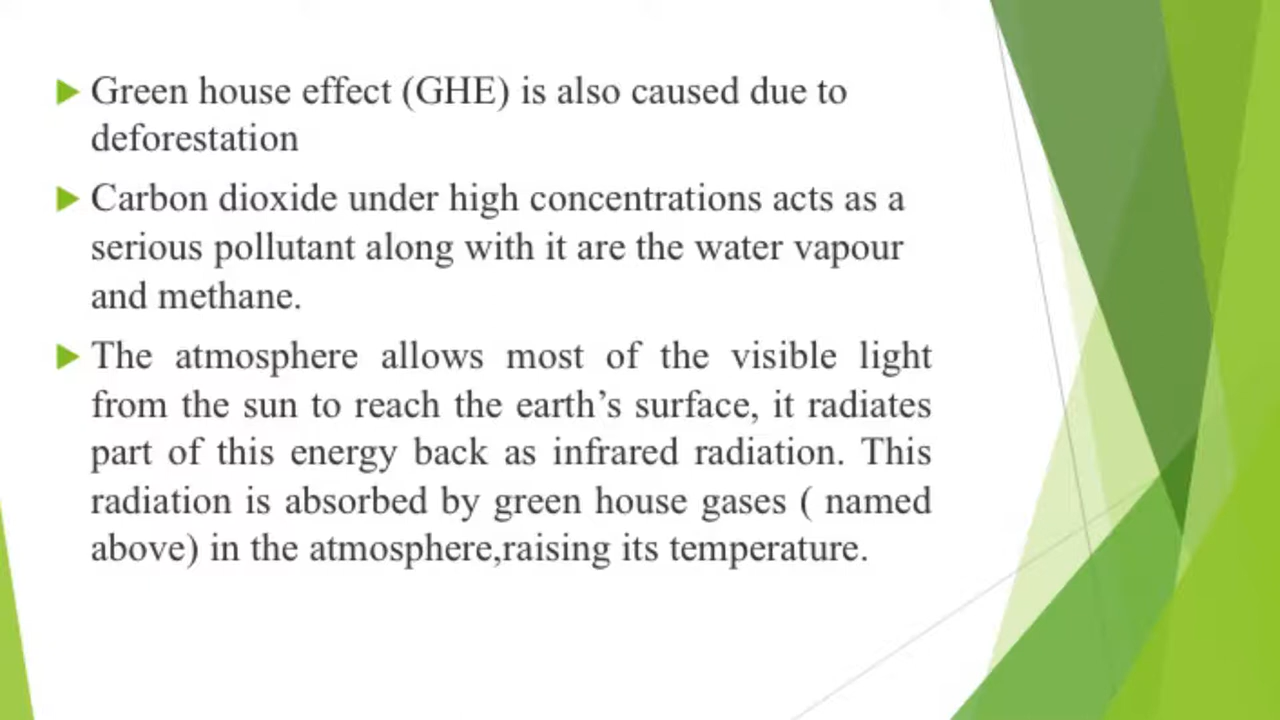 Green house effect (GHE) is also caused due to
deforestation
Carbon dioxide under high concentrations acts as a
serious pollutant along with it are the water vapour
and methane.
The atmosphere allows most of the visible light
from the sun to reach the earth’s surface, it radiates
part of this energy back as infrared radiation. This
radiation is absorbed by green house gases ( named
above) in the atmosphere,raising its temperature.